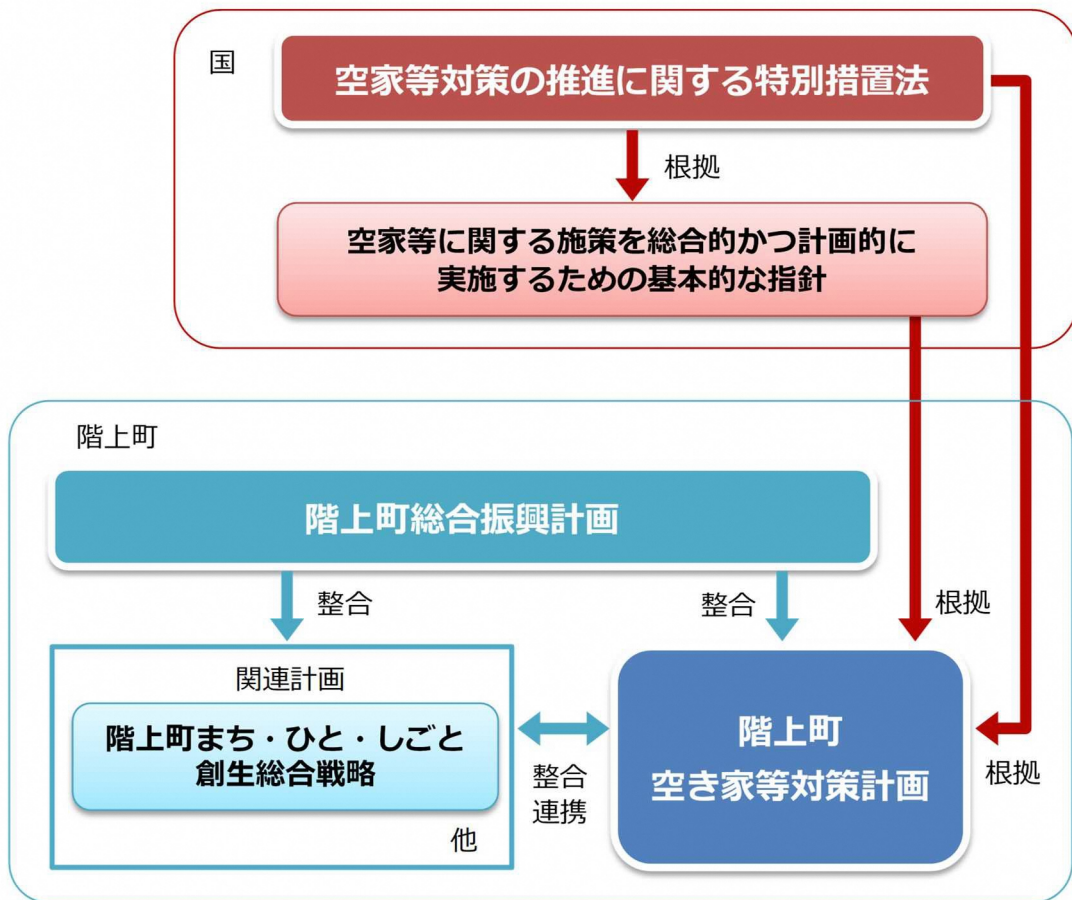 国
空家等対策の推進に関する特別措置法
根拠
空家等に関する施策を総合的かつ計画的に
実施するための基本的な指針
階上町
階上町総合振興計画
整合
整合
根拠
関連計画
階上町まち・ひと・しごと
創生総合戦略
他
整合
連携
階上町
空き家等対策計画
根拠